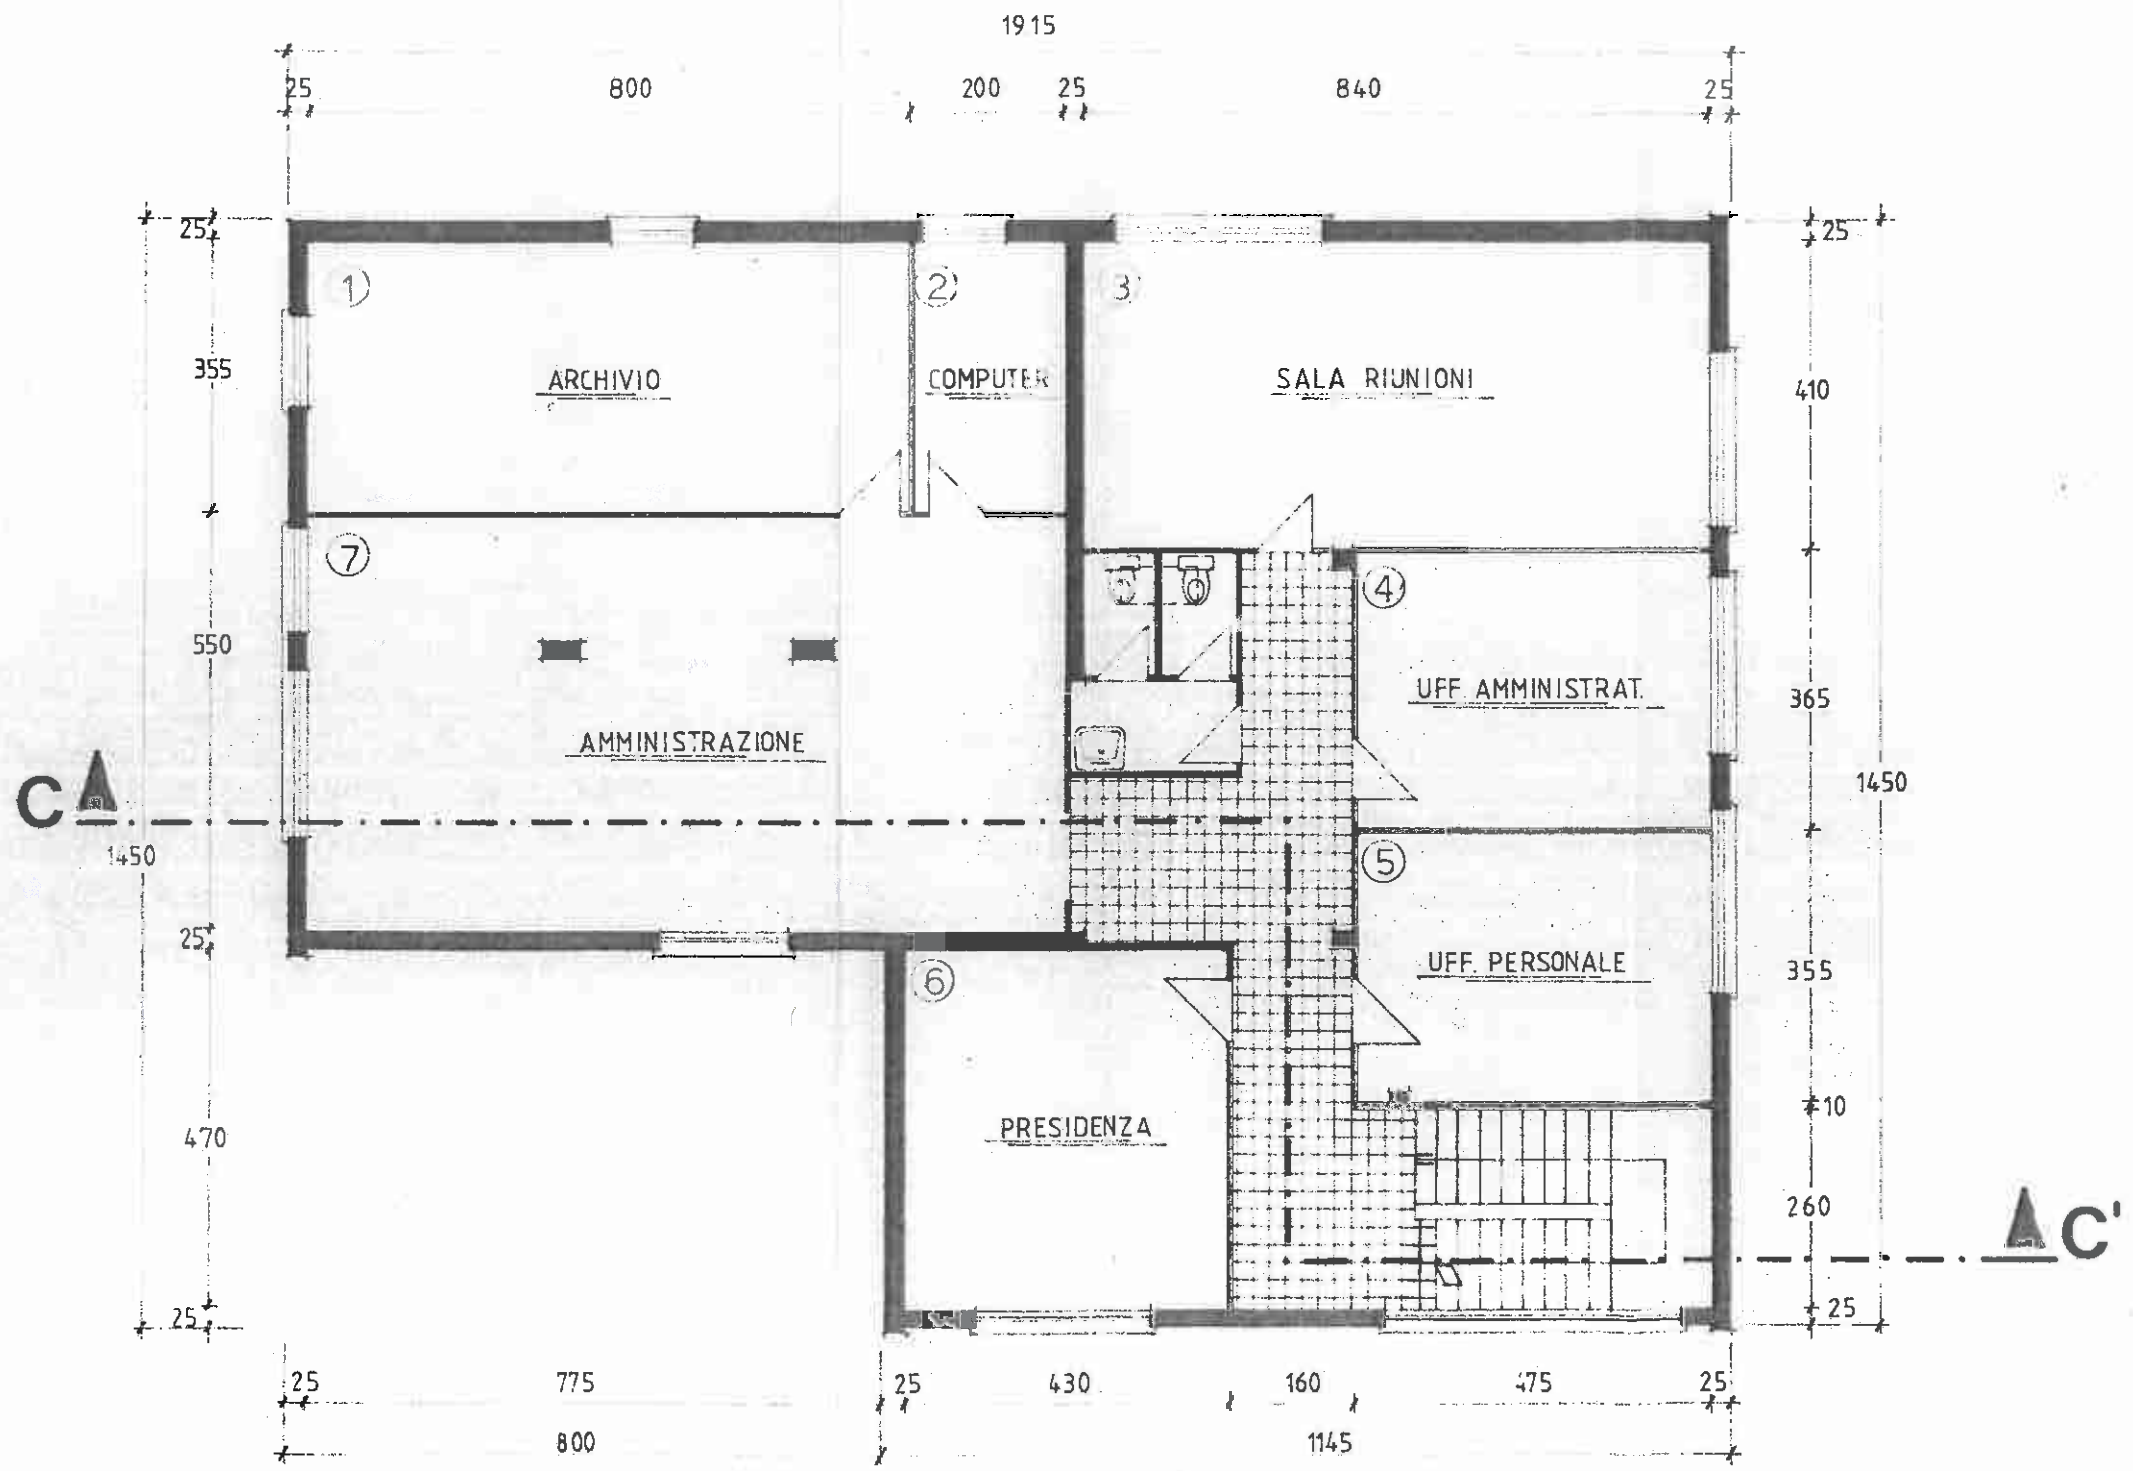 1915
25 800 200 25 840 25
25 25
1 2 3
355 ARCHIVIO COMPUTER SALA RIUNIONI 410
7 4
550 UFF. AMMINISTRAT. 365
AMMINISTRAZIONE
C 1450
1450 5
25 6 UFF. PERSONALE 355
10
470 PRESIDENZA
260 C'
25 25
25 775 25 430 160 475 25
800 1145